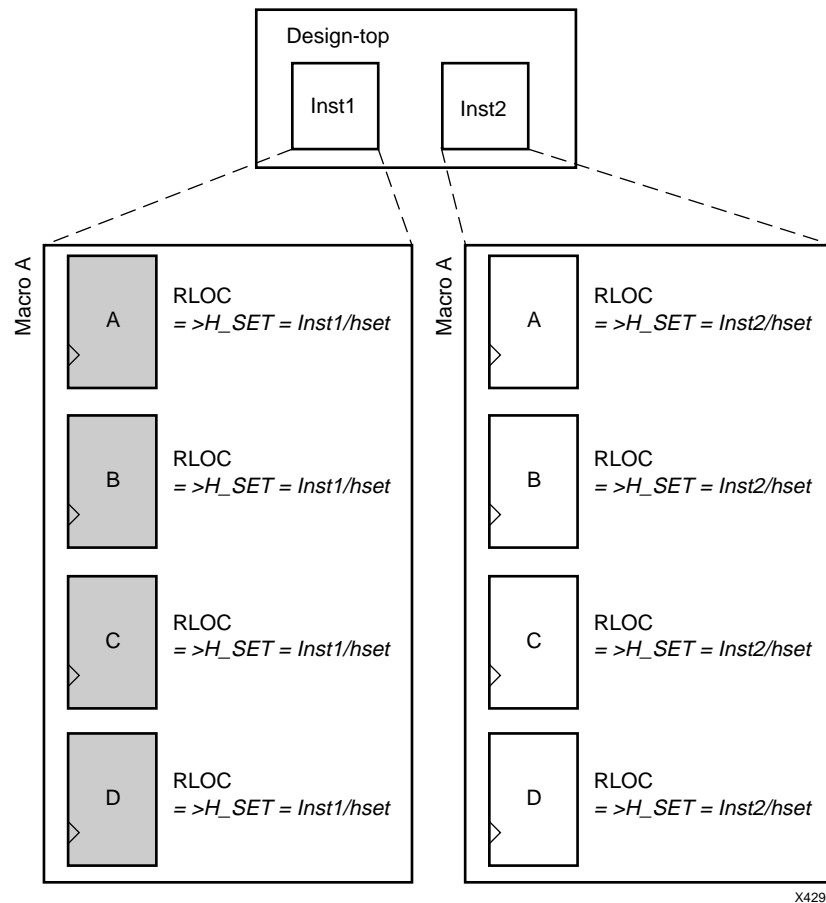 Design-top
Inst1
Inst2
Macro A
A
RLOC
= >H_SET = Inst1/hset
B
RLOC
= >H_SET = Inst1/hset
C
RLOC
= >H_SET = Inst1/hset
D
RLOC
= >H_SET = Inst1/hset
Macro A
A
RLOC
= >H_SET = Inst2/hset
B
RLOC
= >H_SET = Inst2/hset
C
RLOC
= >H_SET = Inst2/hset
D
RLOC
= >H_SET = Inst2/hset
X429